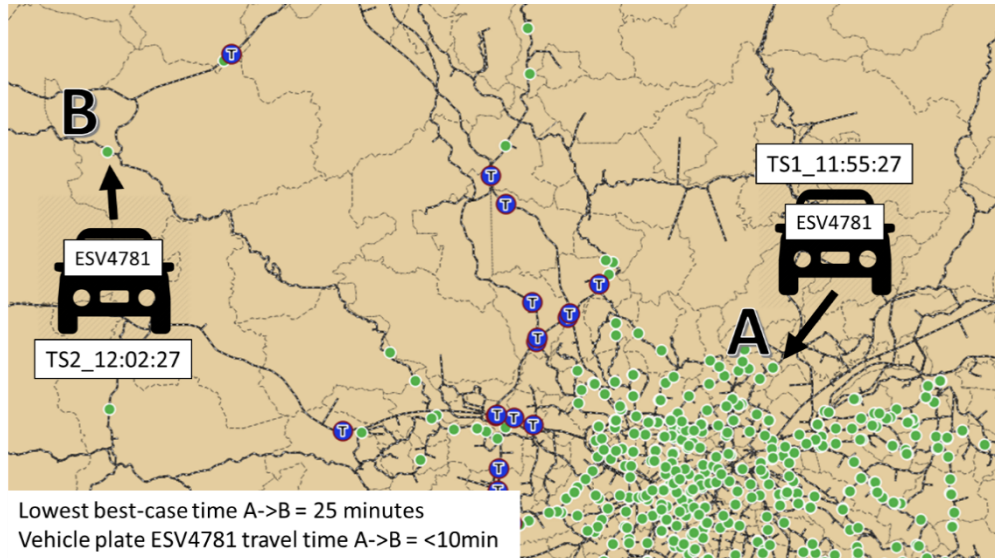 T
B
T
T
TS1_11:55:27
ESV4781
ESV4781
T
T
T
T
A
TS2_12:02:27
T
T
T
T
T
T
Lowest best-case time A->B = 25 minutes
Vehicle plate ESV4781 travel time A->B = <10min